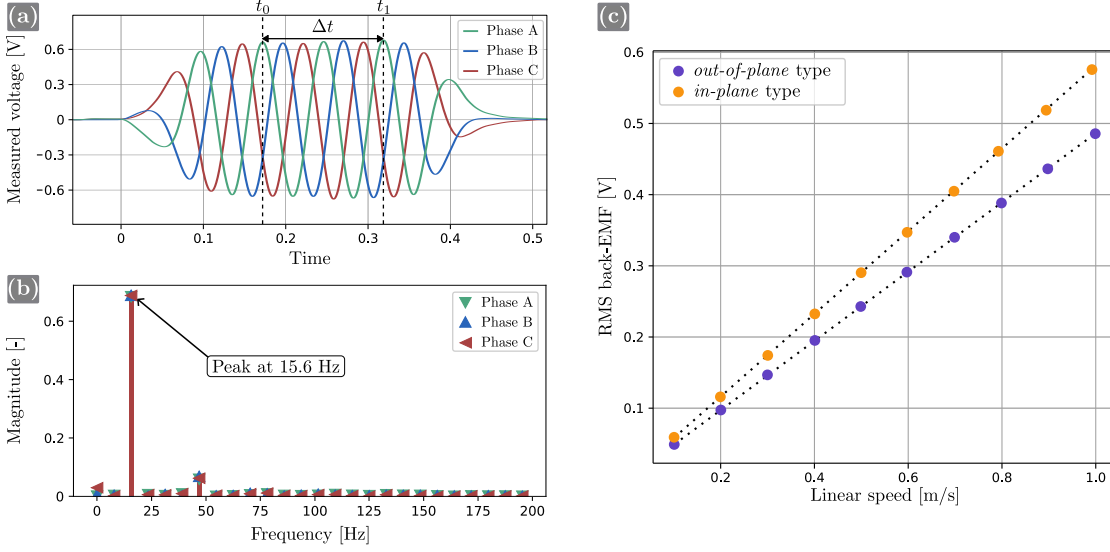 (a)
t0
t1
Δt
Measured voltage [V]
0.6
0.3
0
−0.3
−0.6
Phase A
Phase B
Phase C
0
0.1
0.2
0.3
0.4
0.5
Time
(b)
Magnitude [-]
0.6
0.4
0.2
0
Peak at 15.6 Hz
Phase A
Phase B
Phase C
0
25
50
75
100
125
150
175
200
Frequency [Hz]
(c)
RMS back-EMF [V]
0.6
0.5
0.4
0.3
0.2
0.1
out-of-plane type
in-plane type
0.2
0.4
0.6
0.8
1.0
Linear speed [m/s]